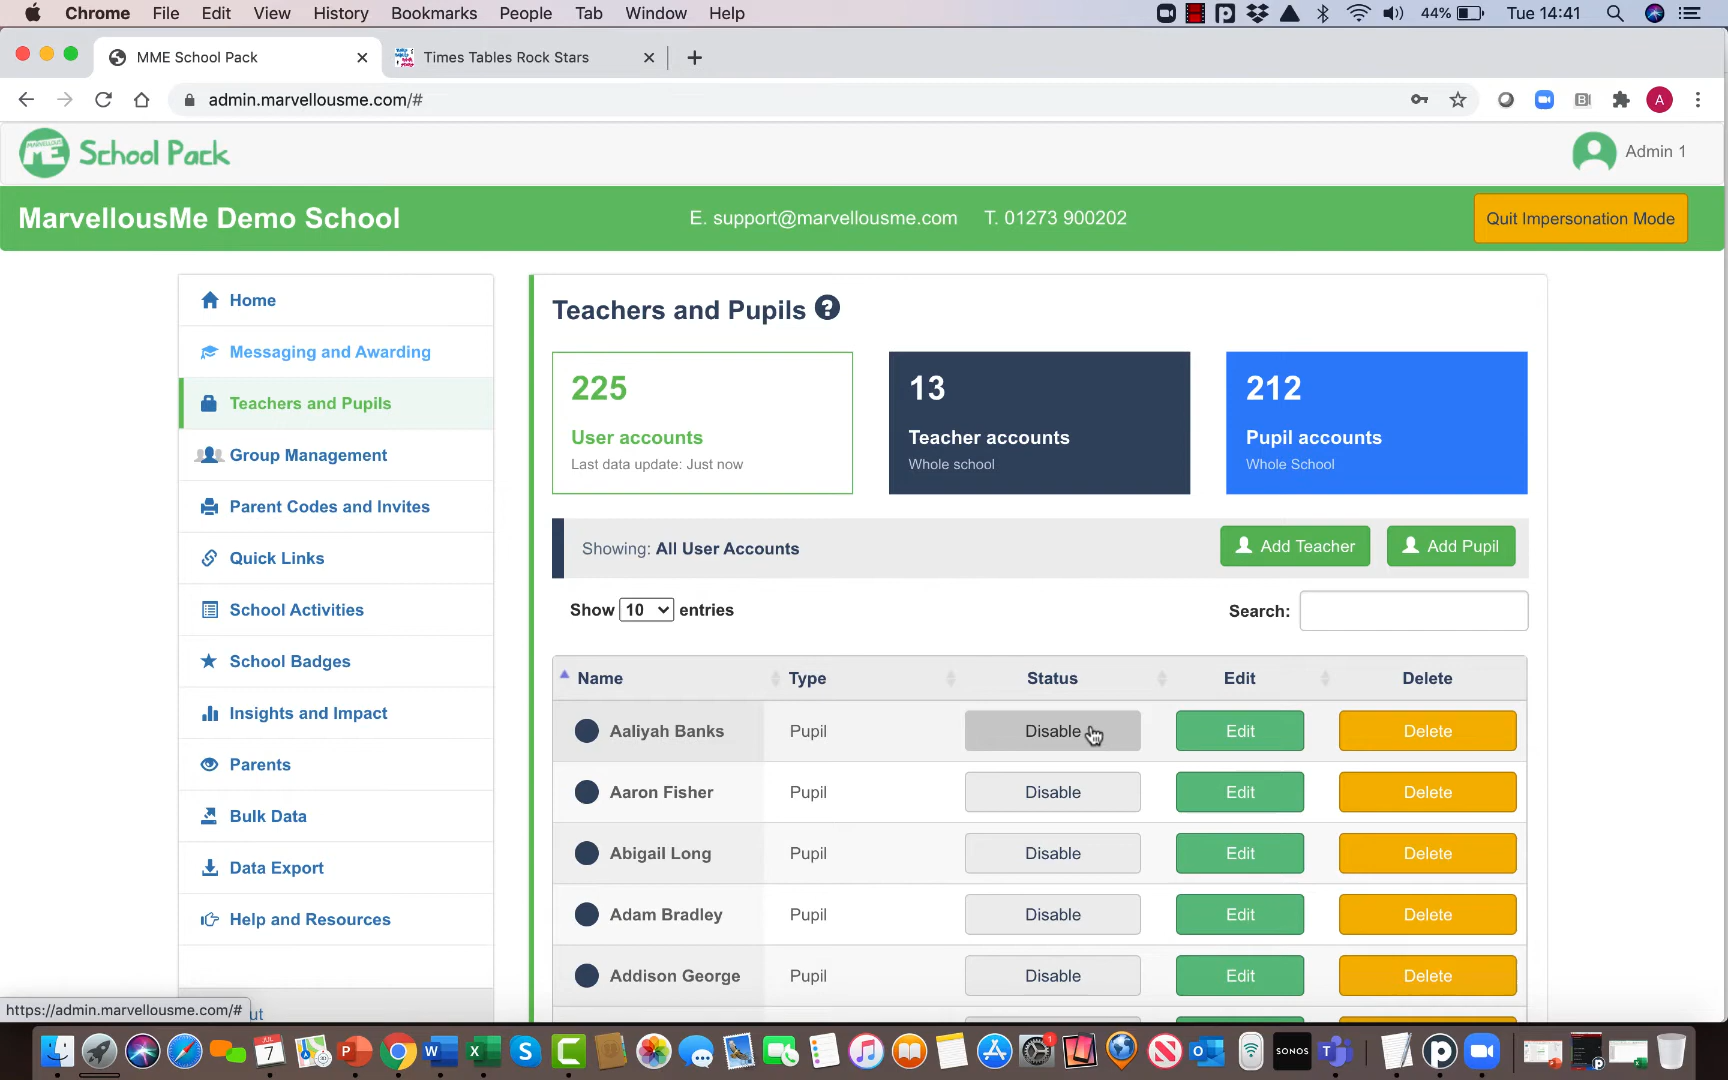 Chrome File Edit View History Bookmarks People Tab Window Help 44% Tue 14:41
MME School Pack Times Tables Rock Stars
admin.marvellousme.com/# A
MARVELLOUS ME School Pack Admin 1
MarvellousMe Demo School E. support@marvellousme.com T. 01273 900202 Quit Impersonation Mode
Home
Messaging and Awarding
Teachers and Pupils
Group Management
Parent Codes and Invites
Quick Links
School Activities
School Badges
Insights and Impact
Parents
Bulk Data
Data Export
Help and Resources
ut
https://admin.marvellousme.com/#
Teachers and Pupils ?
225
User accounts
Last data update: Just now
13
Teacher accounts
Whole school
212
Pupil accounts
Whole School
Showing: All User Accounts Add Teacher Add Pupil
Show 10 entries Search:
Name Type Status Edit Delete
Aaliyah Banks Pupil Disable Edit Delete
Aaron Fisher Pupil Disable Edit Delete
Abigail Long Pupil Disable Edit Delete
Adam Bradley Pupil Disable Edit Delete
Addison George Pupil Disable Edit Delete
JUL 7 SONOS